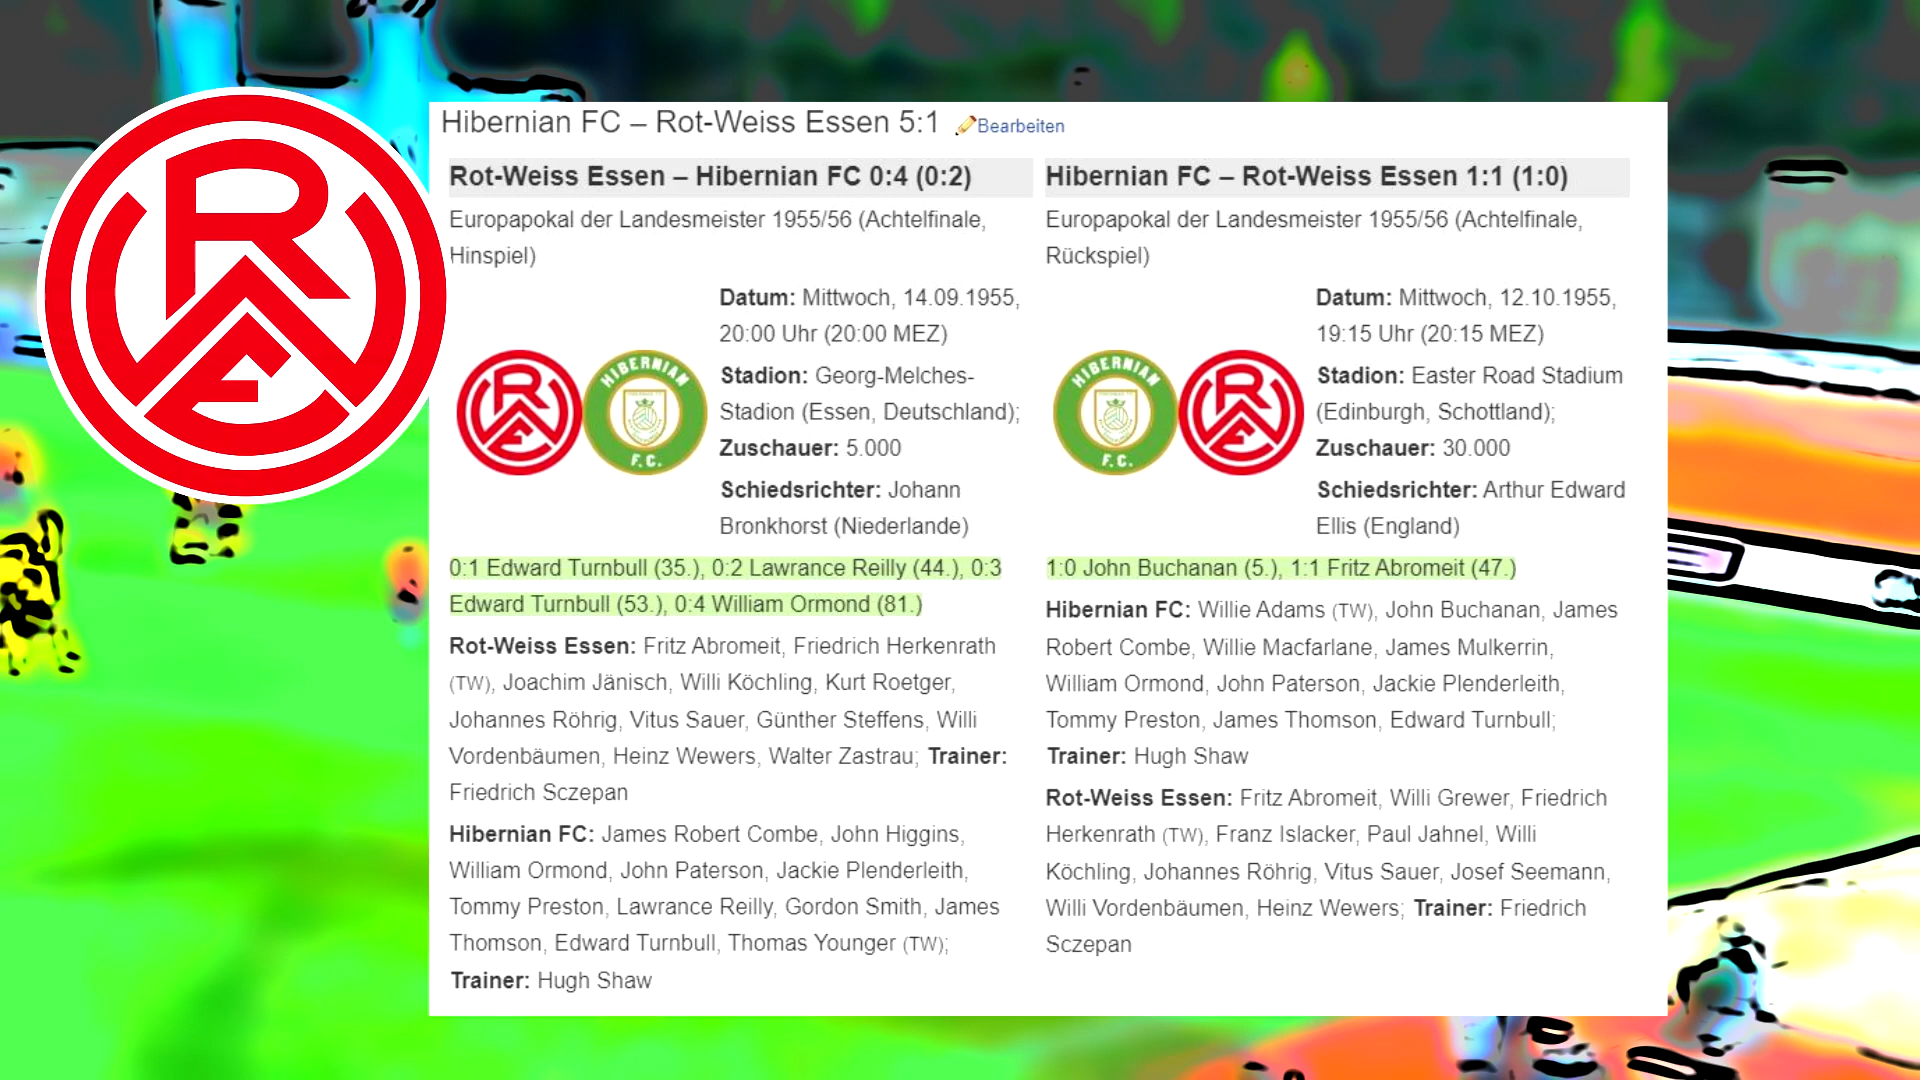 Hibernian FC – Rot-Weiss Essen 5:1 Bearbeiten
Rot-Weiss Essen – Hibernian FC 0:4 (0:2)
Europapokal der Landesmeister 1955/56 (Achtelfinale,
Hinspiel)
Datum: Mittwoch, 14.09.1955,
20:00 Uhr (20:00 MEZ)
RWE
HIBERNIAN
F.C.
Stadion: Georg-Melches-
Stadion (Essen, Deutschland);
Zuschauer: 5.000
Schiedsrichter: Johann
Bronkhorst (Niederlande)
0:1 Edward Turnbull (35.), 0:2 Lawrance Reilly (44.), 0:3
Edward Turnbull (53.), 0:4 William Ormond (81.)
Rot-Weiss Essen: Fritz Abromeit, Friedrich Herkenrath
(TW), Joachim Jänisch, Willi Köchling, Kurt Roetger,
Johannes Röhrig, Vitus Sauer, Günther Steffens, Willi
Vordenbäumen, Heinz Wewers, Walter Zastrau; Trainer:
Friedrich Sczepan
Hibernian FC: James Robert Combe, John Higgins,
William Ormond, John Paterson, Jackie Plenderleith,
Tommy Preston, Lawrance Reilly, Gordon Smith, James
Thomson, Edward Turnbull, Thomas Younger (TW);
Trainer: Hugh Shaw
Hibernian FC – Rot-Weiss Essen 1:1 (1:0)
Europapokal der Landesmeister 1955/56 (Achtelfinale,
Rückspiel)
Datum: Mittwoch, 12.10.1955,
19:15 Uhr (20:15 MEZ)
HIBERNIAN
F.C.
RWE
Stadion: Easter Road Stadium
(Edinburgh, Schottland);
Zuschauer: 30.000
Schiedsrichter: Arthur Edward
Ellis (England)
1:0 John Buchanan (5.), 1:1 Fritz Abromeit (47.)
Hibernian FC: Willie Adams (TW), John Buchanan, James
Robert Combe, Willie Macfarlane, James Mulkerrin,
William Ormond, John Paterson, Jackie Plenderleith,
Tommy Preston, James Thomson, Edward Turnbull;
Trainer: Hugh Shaw
Rot-Weiss Essen: Fritz Abromeit, Willi Grewer, Friedrich
Herkenrath (TW), Franz Islacker, Paul Jahnel, Willi
Köchling, Johannes Röhrig, Vitus Sauer, Josef Seemann,
Willi Vordenbäumen, Heinz Wewers; Trainer: Friedrich
Sczepan
RWE